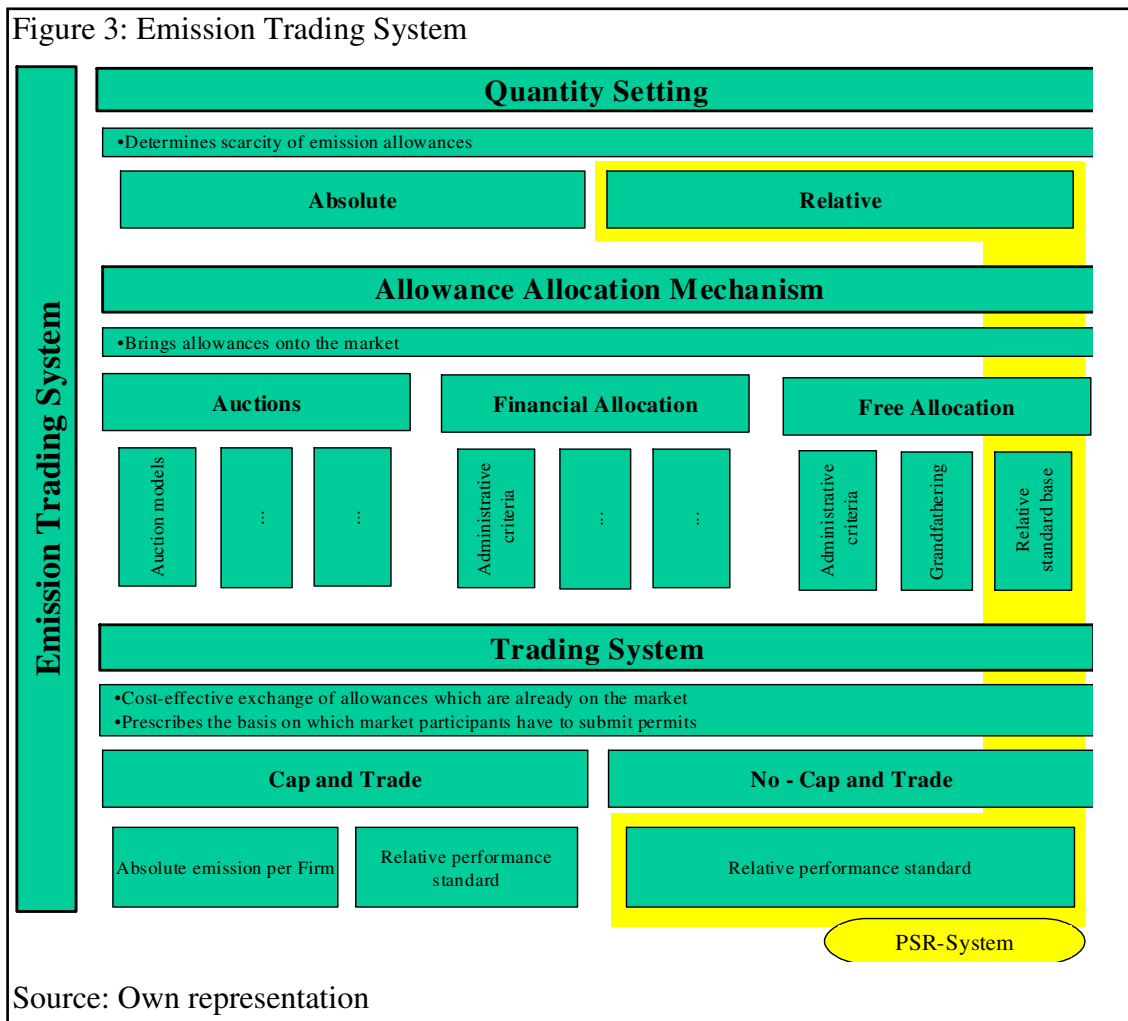 Figure 3: Emission Trading System
Emission Trading System
Quantity Setting
•Determines scarcity of emission allowances
Absolute
Relative
Allowance Allocation Mechanism
•Brings allowances onto the market
Auctions
Financial Allocation
Free Allocation
Auction models
...
...
Administrative
criteria
...
...
Administrative
criteria
Grandfathering
Relative
standard base
Trading System
•Cost-effective exchange of allowances which are already on the market
•Prescribes the basis on which market participants have to submit permits
Cap and Trade
No - Cap and Trade
Absolute emission per Firm
Relative performance
standard
Relative performance standard
PSR-System
Source: Own representation